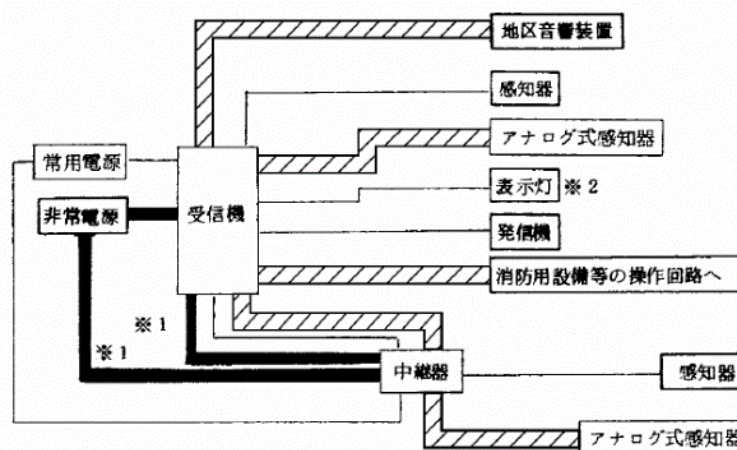 地区音響装置
感知器
アナログ式感知器
常用電源
表示灯 ※2
非常電源
受信機
発信機
消防用設備等の操作回路へ
※1
※1
中継器
感知器
アナログ式感知器